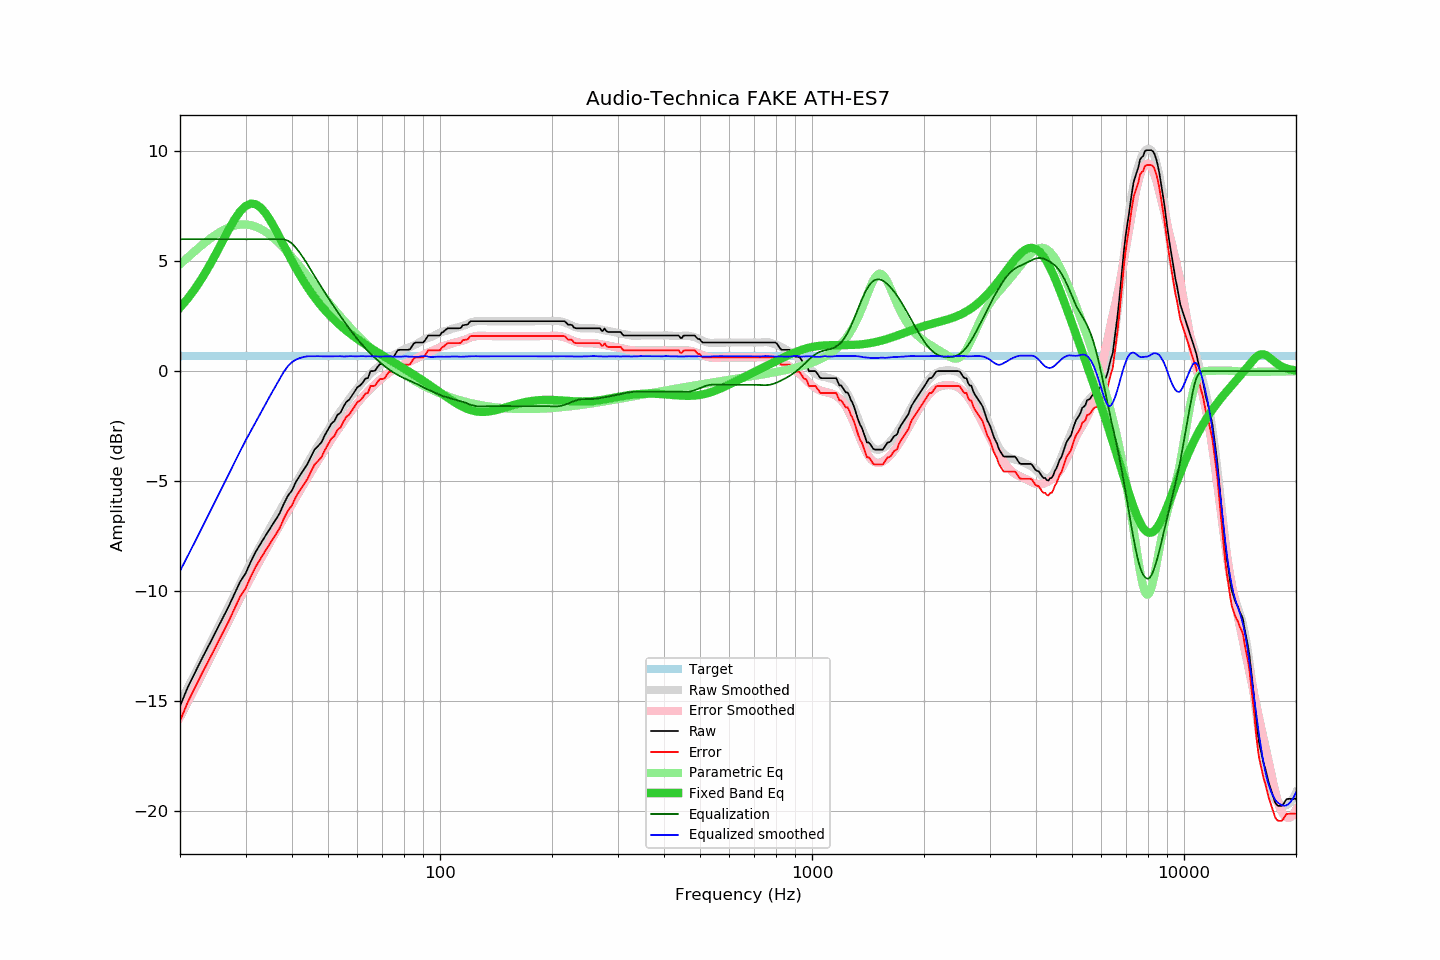 Audio-Technica FAKE ATH-ES7
10
5
0
−5
−10
−15
−20
Amplitude (dBr)
Target
Raw Smoothed
Error Smoothed
Raw
Error
Parametric Eq
Fixed Band Eq
Equalization
Equalized smoothed
100
1000
10000
Frequency (Hz)